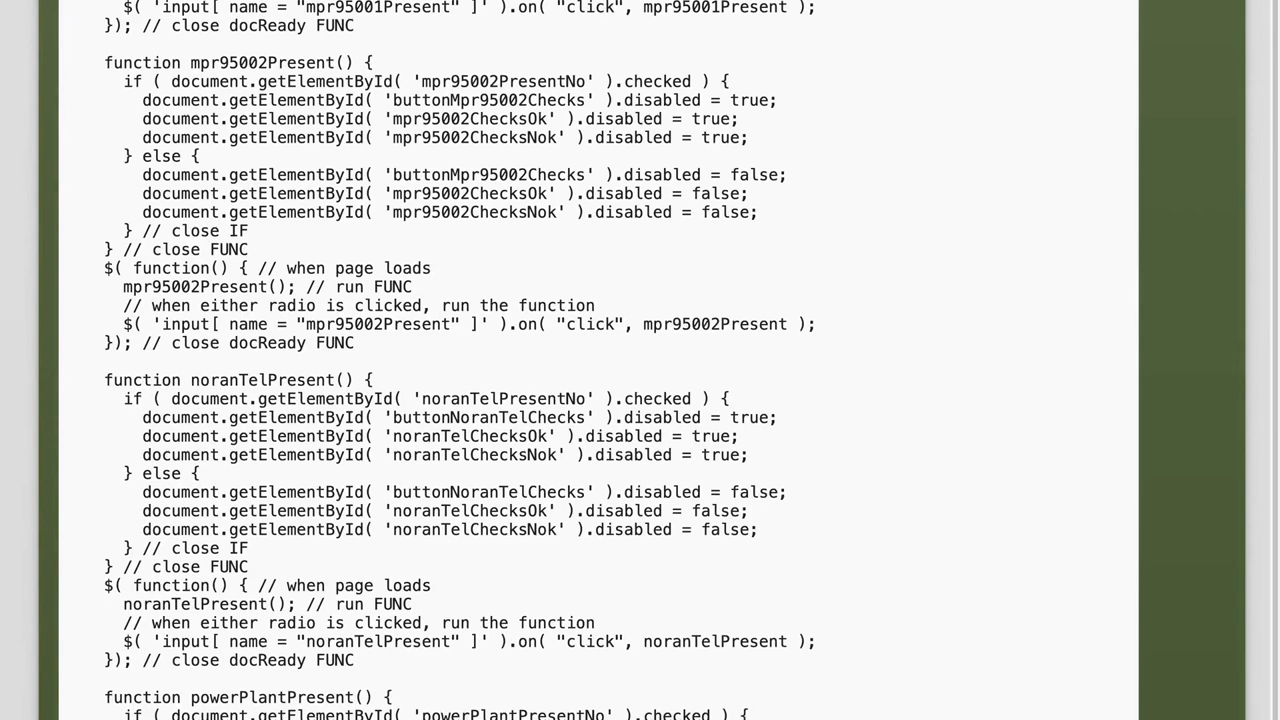 $( 'input[ name = "mpr95001Present" ]' ).on( "click", mpr95001Present );
}); // close docReady FUNC

function mpr95002Present() {
  if ( document.getElementById( 'mpr95002PresentNo' ).checked ) {
    document.getElementById( 'buttonMpr95002Checks' ).disabled = true;
    document.getElementById( 'mpr95002ChecksOk' ).disabled = true;
    document.getElementById( 'mpr95002ChecksNok' ).disabled = true;
  } else {
    document.getElementById( 'buttonMpr95002Checks' ).disabled = false;
    document.getElementById( 'mpr95002ChecksOk' ).disabled = false;
    document.getElementById( 'mpr95002ChecksNok' ).disabled = false;
  } // close IF
} // close FUNC
$( function() { // when page loads
  mpr95002Present(); // run FUNC
  // when either radio is clicked, run the function
  $( 'input[ name = "mpr95002Present" ]' ).on( "click", mpr95002Present );
}); // close docReady FUNC

function noranTelPresent() {
  if ( document.getElementById( 'noranTelPresentNo' ).checked ) {
    document.getElementById( 'buttonNoranTelChecks' ).disabled = true;
    document.getElementById( 'noranTelChecksOk' ).disabled = true;
    document.getElementById( 'noranTelChecksNok' ).disabled = true;
  } else {
    document.getElementById( 'buttonNoranTelChecks' ).disabled = false;
    document.getElementById( 'noranTelChecksOk' ).disabled = false;
    document.getElementById( 'noranTelChecksNok' ).disabled = false;
  } // close IF
} // close FUNC
$( function() { // when page loads
  noranTelPresent(); // run FUNC
  // when either radio is clicked, run the function
  $( 'input[ name = "noranTelPresent" ]' ).on( "click", noranTelPresent );
}); // close docReady FUNC

function powerPlantPresent() {
  if ( document.getElementById( 'powerPlantPresentNo' ).checked ) {